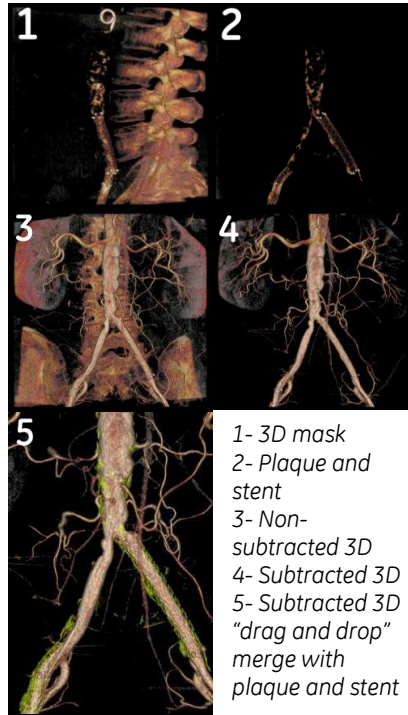 1
9
2
3
4
5
1- 3D mask
2- Plaque and
stent
3- Non-
subtracted 3D
4- Subtracted 3D
5- Subtracted 3D
“drag and drop”
merge with
plaque and stent